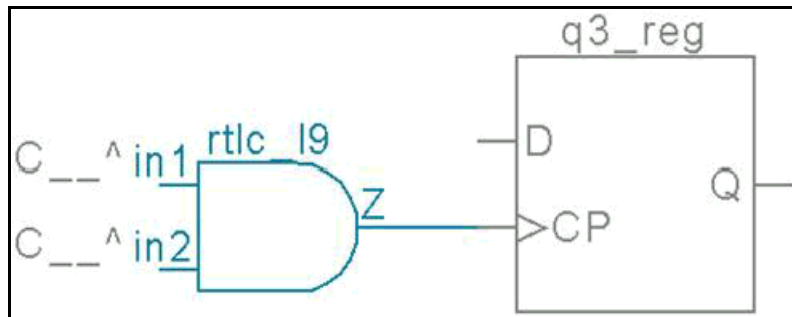 q3_reg
rtlc_I9
C__^ in1
D
Z
Q
CP
C__^ in2